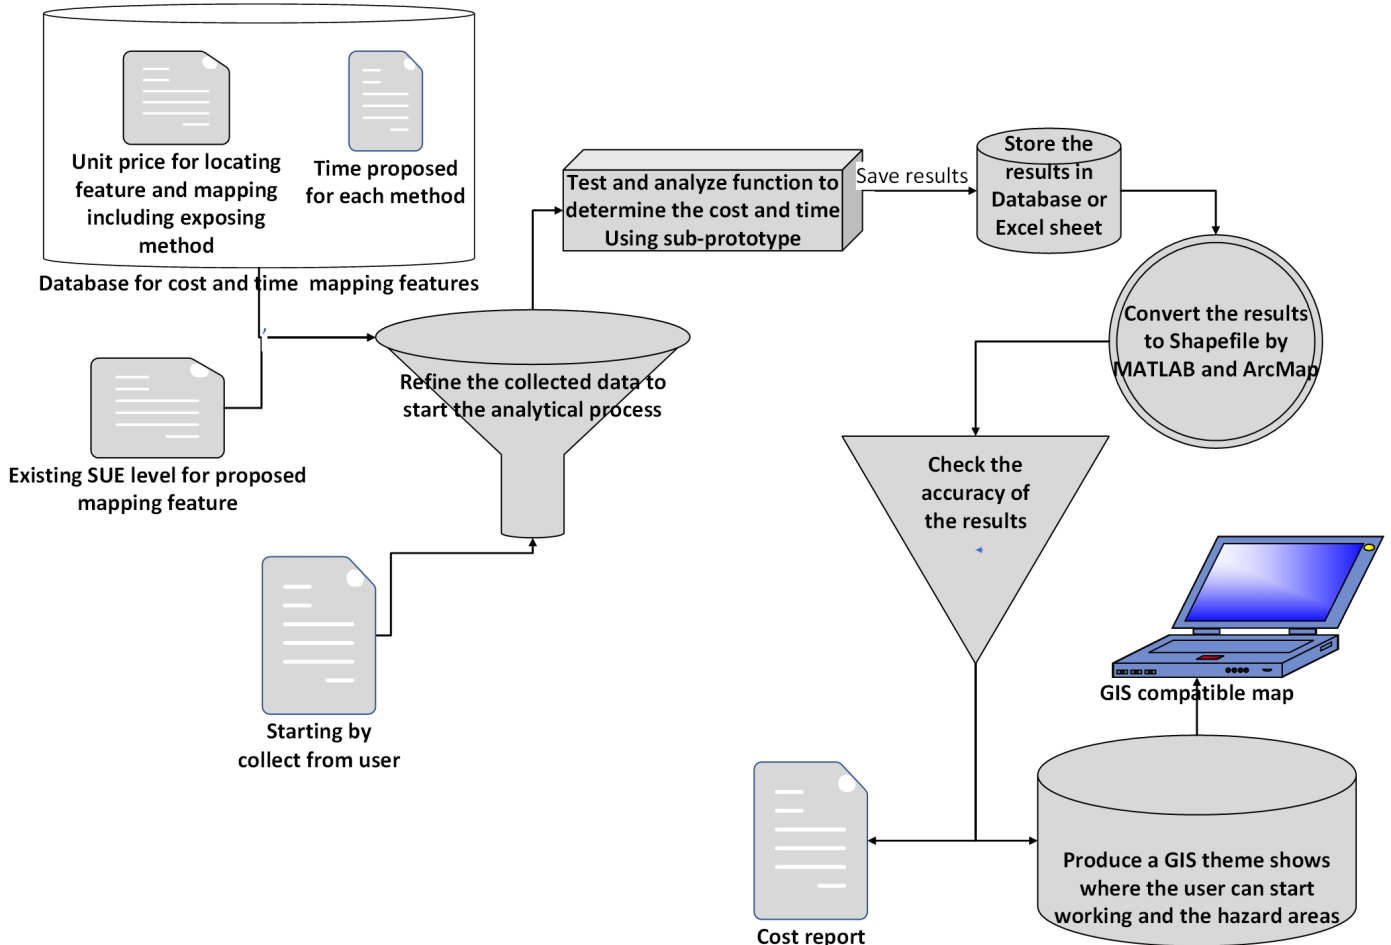 Unit price for locating
feature and mapping
including exposing
method
Time proposed
for each method
Database for cost and time mapping features
Existing SUE level for proposed
mapping feature
Starting by
collect from user
Refine the collected data to
start the analytical process
Test and analyze function to
determine the cost and time
Using sub-prototype
Save results
Store the
results in
Database or
Excel sheet
Convert the results
to Shapefile by
MATLAB and ArcMap
Check the
accuracy of
the results
GIS compatible map
Produce a GIS theme shows
where the user can start
working and the hazard areas
Cost report